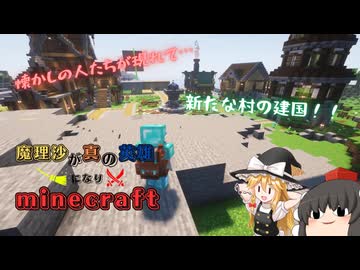 懐かしの人たちが現れて…
新たな村の建国！！
魔理沙が真の英雄
になり
minecraft